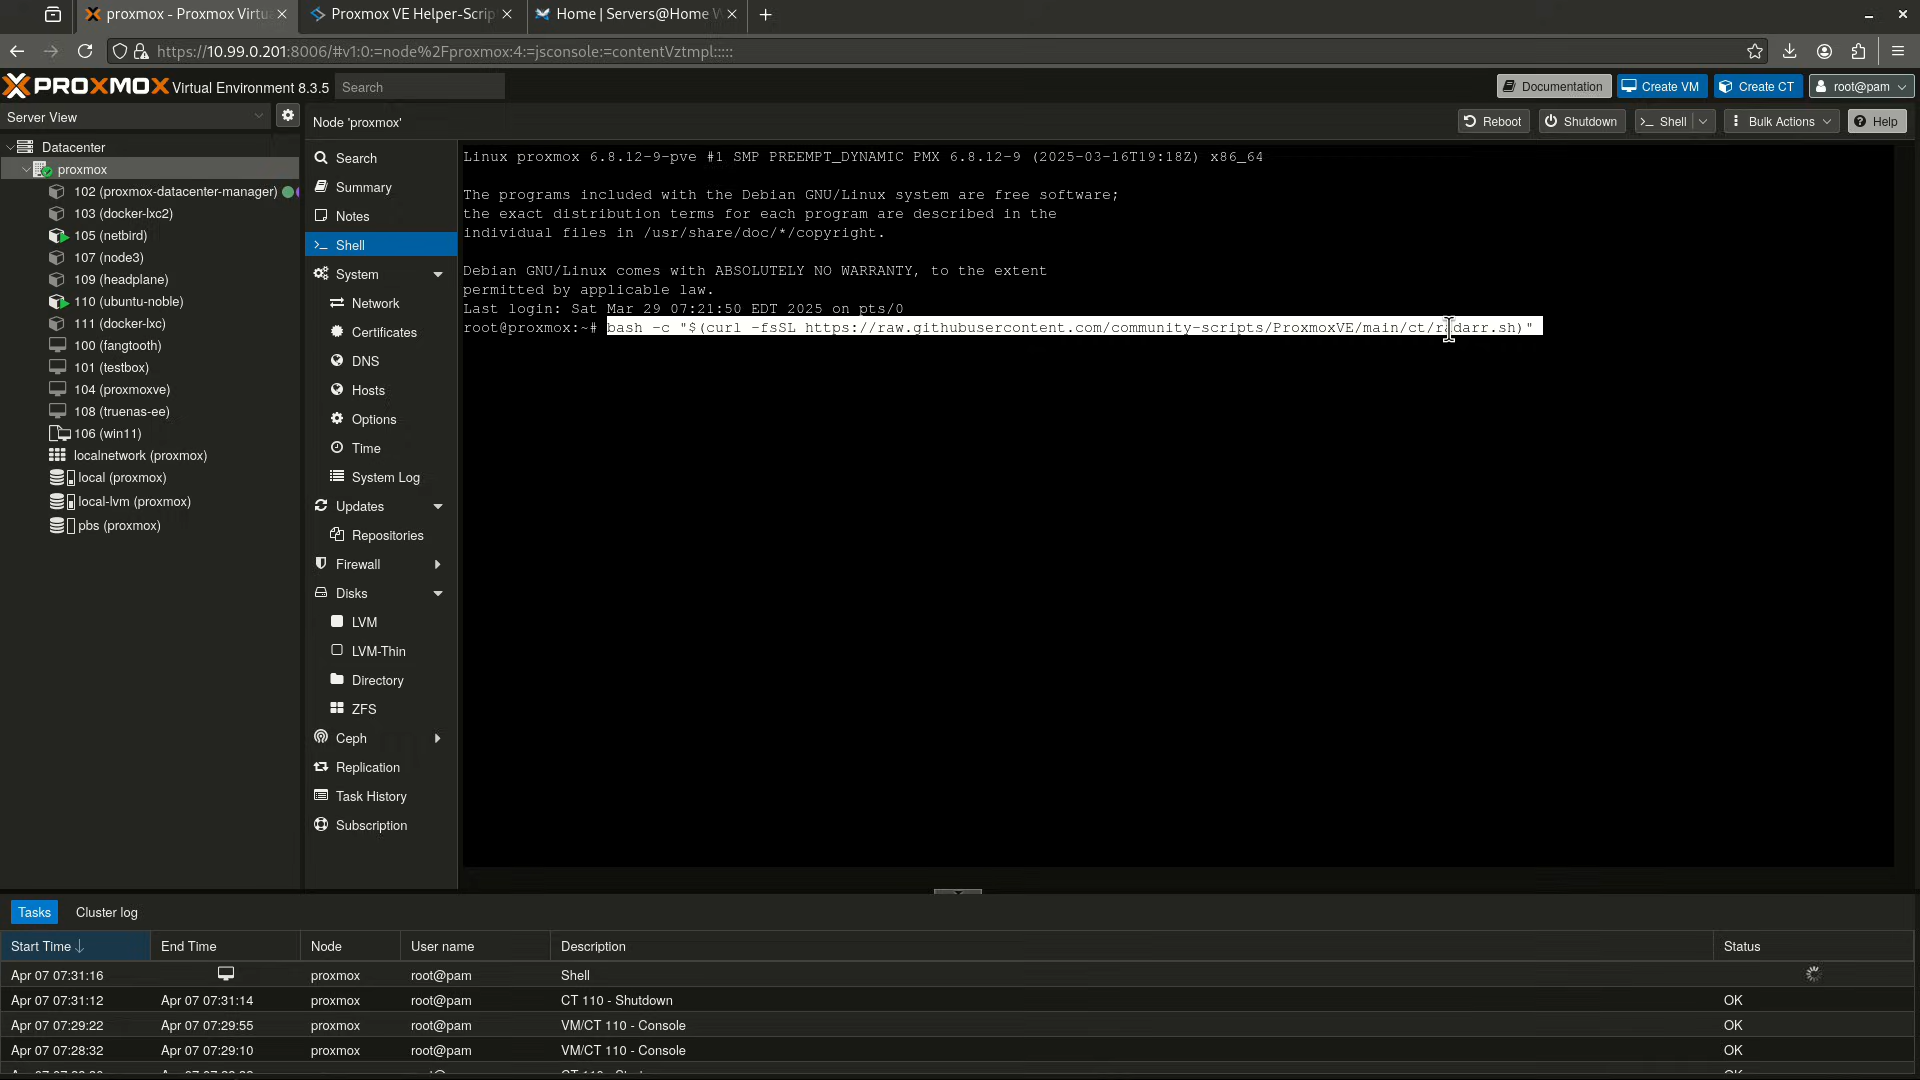 proxmox - Proxmox Virtu
Proxmox VE Helper-Scrip
Home | Servers@Home W
https://10.99.0.201:8006/#v1:0:=node%2Fproxmox:4:=jsconsole:=contentVztmpl:::::
PROXMOX Virtual Environment 8.3.5
Search
Documentation
Create VM
Create CT
root@pam
Server View
Node 'proxmox'
Reboot
Shutdown
Shell
Bulk Actions
Help
Datacenter
proxmox
102 (proxmox-datacenter-manager)
103 (docker-lxc2)
105 (netbird)
107 (node3)
109 (headplane)
110 (ubuntu-noble)
111 (docker-lxc)
100 (fangtooth)
101 (testbox)
104 (proxmoxve)
108 (truenas-ee)
106 (win11)
localnetwork (proxmox)
local (proxmox)
local-lvm (proxmox)
pbs (proxmox)
Search
Summary
Notes
Shell
System
Network
Certificates
DNS
Hosts
Options
Time
System Log
Updates
Repositories
Firewall
Disks
LVM
LVM-Thin
Directory
ZFS
Ceph
Replication
Task History
Subscription
Linux proxmox 6.8.12-9-pve #1 SMP PREEMPT_DYNAMIC PMX 6.8.12-9 (2025-03-16T19:18Z) x86_64
The programs included with the Debian GNU/Linux system are free software;
the exact distribution terms for each program are described in the
individual files in /usr/share/doc/*/copyright.
Debian GNU/Linux comes with ABSOLUTELY NO WARRANTY, to the extent
permitted by applicable law.
Last login: Sat Mar 29 07:21:50 EDT 2025 on pts/0
root@proxmox:~# bash -c "$(curl -fsSL https://raw.githubusercontent.com/community-scripts/ProxmoxVE/main/ct/radarr.sh)"
Tasks
Cluster log
Start Time End Time Node User name Description Status
Apr 07 07:31:16 proxmox root@pam Shell
Apr 07 07:31:12 Apr 07 07:31:14 proxmox root@pam CT 110 - Shutdown OK
Apr 07 07:29:22 Apr 07 07:29:55 proxmox root@pam VM/CT 110 - Console OK
Apr 07 07:28:32 Apr 07 07:29:10 proxmox root@pam VM/CT 110 - Console OK